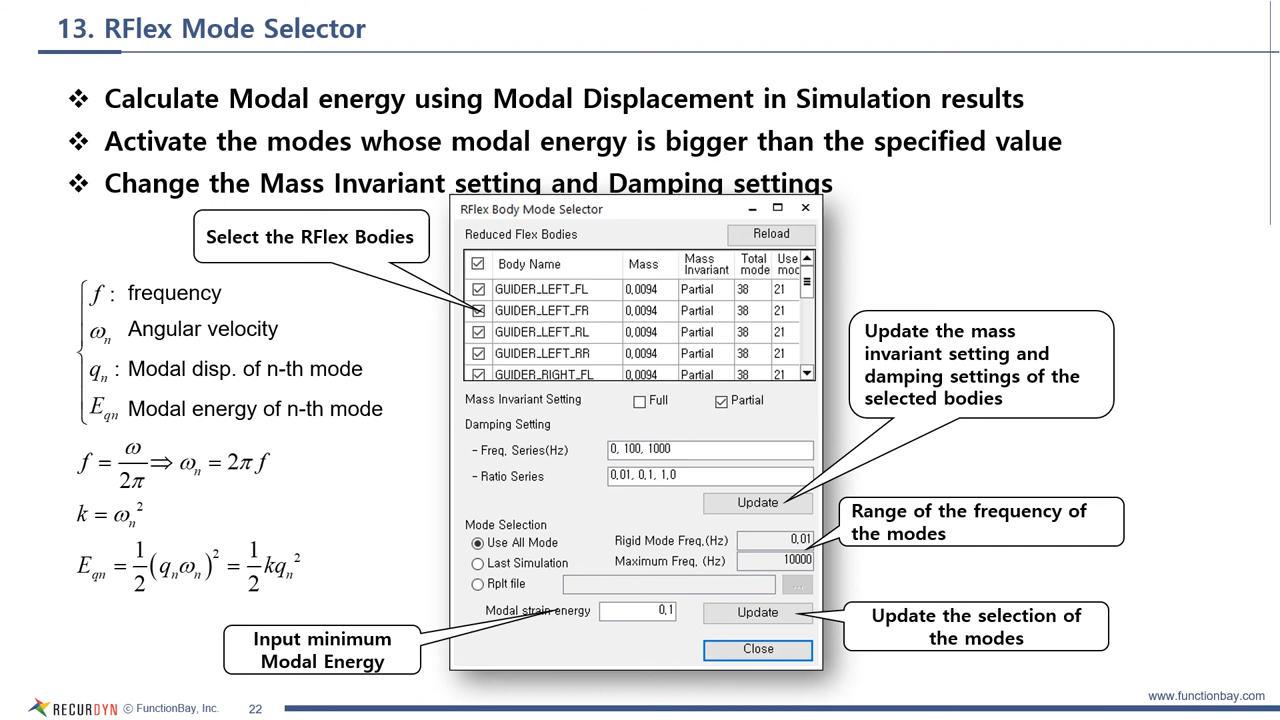 13. RFlex Mode Selector
❖ Calculate Modal energy using Modal Displacement in Simulation results
❖ Activate the modes whose modal energy is bigger than the specified value
❖ Change the Mass Invariant setting and Damping settings
Select the RFlex Bodies
f : frequency
ωn Angular velocity
qn : Modal disp. of n-th mode
Eqn Modal energy of n-th mode
f = ω/2π ⇒ ωn = 2π f
k = ωn²
Eqn = 1/2 (qnωn)² = 1/2 kqn²
RFlex Body Mode Selector
Reduced Flex Bodies Reload
Body Name Mass Mass Invariant Total mode Use moc
GUIDER_LEFT_FL 0,0094 Partial 38 21
GUIDER_LEFT_FR 0,0094 Partial 38 21
GUIDER_LEFT_RL 0,0094 Partial 38 21
GUIDER_LEFT_RR 0,0094 Partial 38 21
GUIDER_RIGHT_FL 0,0094 Partial 38 21
Mass Invariant Setting Full Partial
Damping Setting
- Freq, Series(Hz) 0, 100, 1000
- Ratio Series 0,01, 0,1, 1,0
Update
Mode Selection
Use All Mode Rigid Mode Freq,(Hz) 0,01
Last Simulation Maximum Freq, (Hz) 10000
Rplt file ...
Modal strain energy 0,1 Update
Close
Update the mass
invariant setting and
damping settings of the
selected bodies
Range of the frequency of
the modes
Update the selection of
the modes
Input minimum
Modal Energy
RECURDYN © FunctionBay, Inc. 22
www.functionbay.com